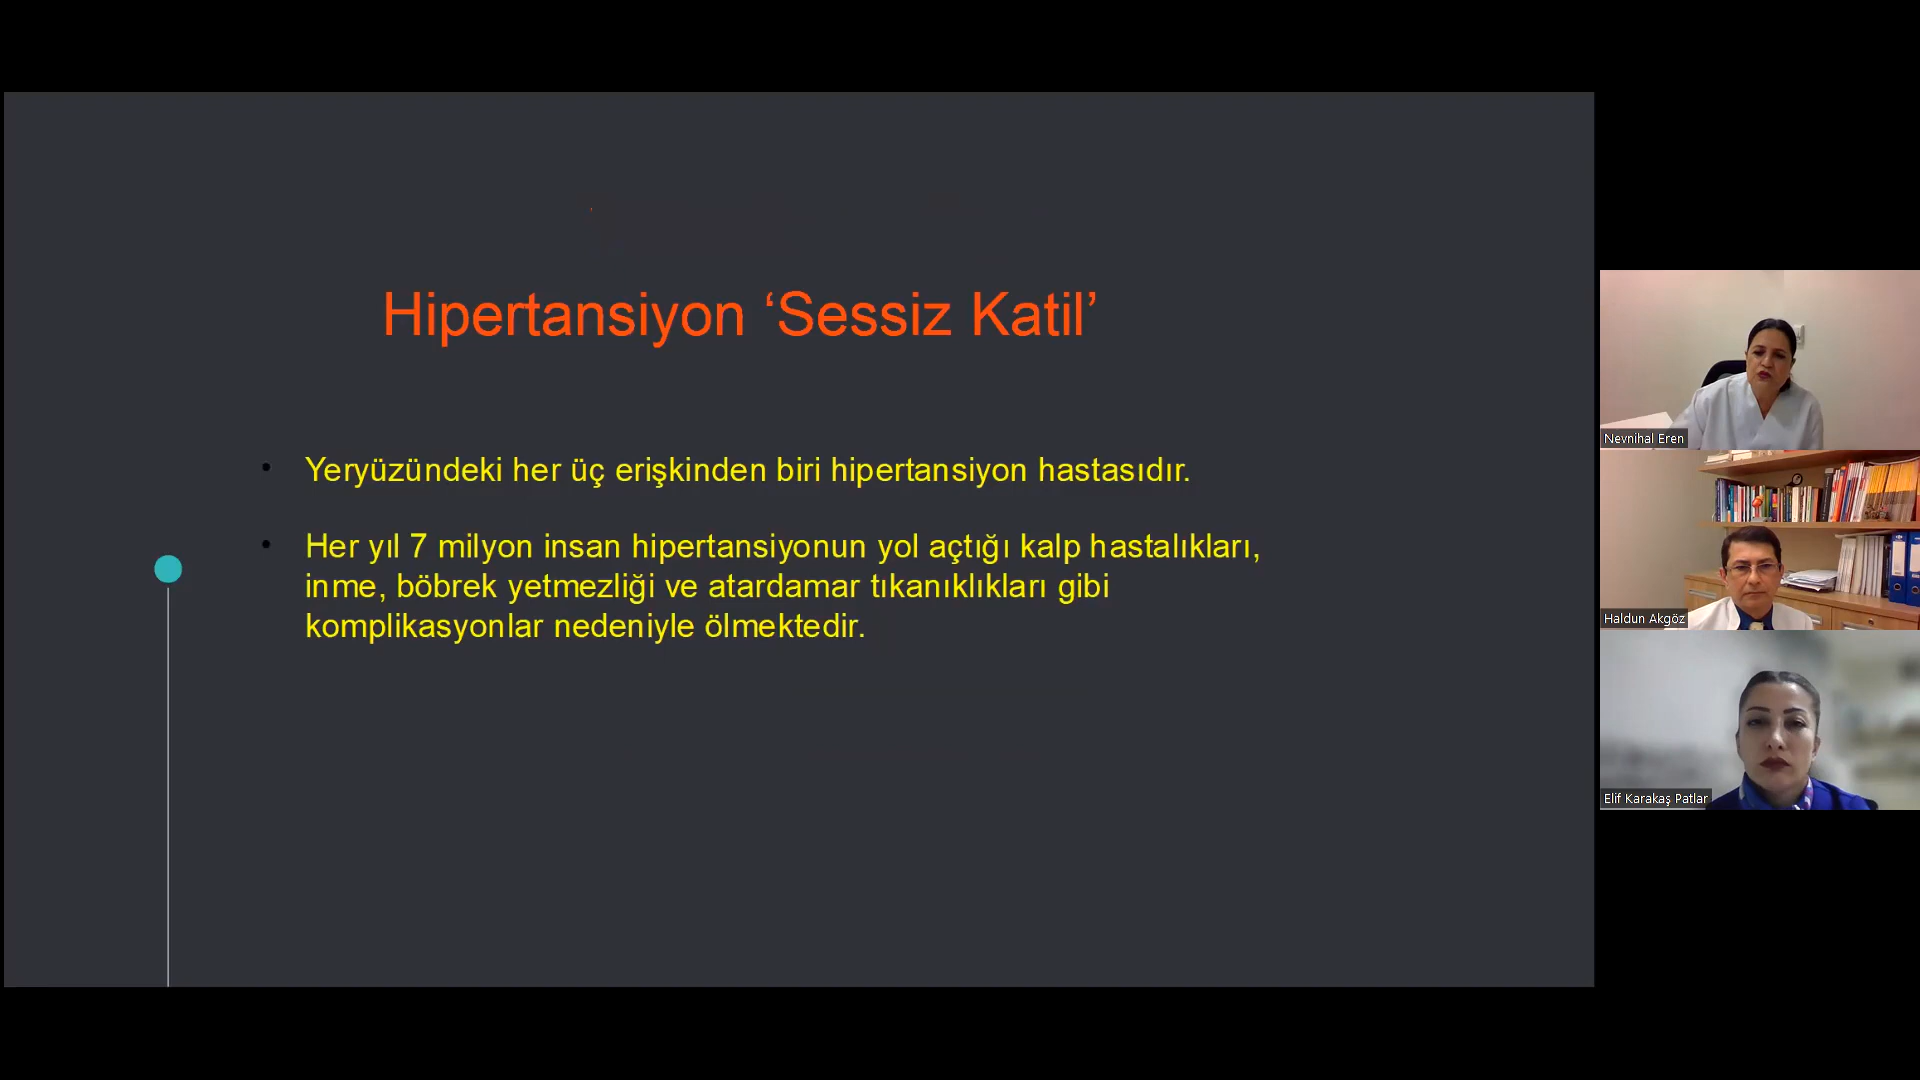 Hipertansiyon ‘Sessiz Katil’
• Yeryüzündeki her üç erişkinden biri hipertansiyon hastasıdır.
• Her yıl 7 milyon insan hipertansiyonun yol açtığı kalp hastalıkları,
inme, böbrek yetmezliği ve atardamar tıkanıklıkları gibi
komplikasyonlar nedeniyle ölmektedir.
Nevnihal Eren
Haldun Akgöz
Elif Karakaş Patlar